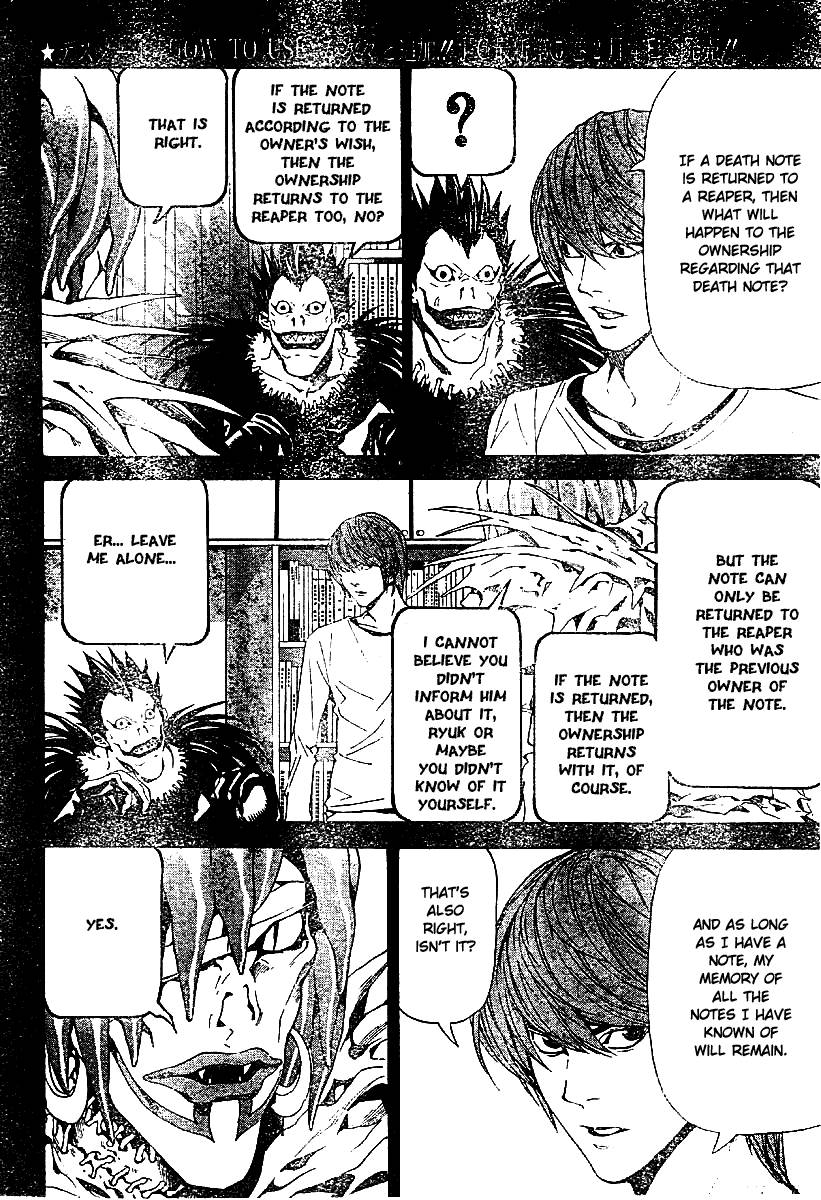 HOW TO USE
IF A DEATH NOTE
IS RETURNED TO
A REAPER, THEN
WHAT WILL
HAPPEN TO THE
OWNERSHIP
REGARDING THAT
DEATH NOTE?
?
IF THE NOTE
IS RETURNED
ACCORDING TO THE
OWNER'S WISH,
THEN THE
OWNERSHIP
RETURNS TO THE
REAPER TOO, NO?
THAT IS
RIGHT.
BUT THE
NOTE CAN
ONLY BE
RETURNED TO
THE REAPER
WHO WAS
THE PREVIOUS
OWNER OF
THE NOTE.
IF THE NOTE
IS RETURNED,
THEN THE
OWNERSHIP
RETURNS
WITH IT, OF
COURSE.
I CANNOT
BELIEVE YOU
DIDN'T
INFORM HIM
ABOUT IT,
RYUK OR
MAYBE
YOU DIDN'T
KNOW OF IT
YOURSELF.
ER... LEAVE
ME ALONE...
AND AS LONG
AS I HAVE A
NOTE, MY
MEMORY OF
ALL THE
NOTES I HAVE
KNOWN OF
WILL REMAIN.
THAT'S
ALSO
RIGHT,
ISN'T IT?
YES.